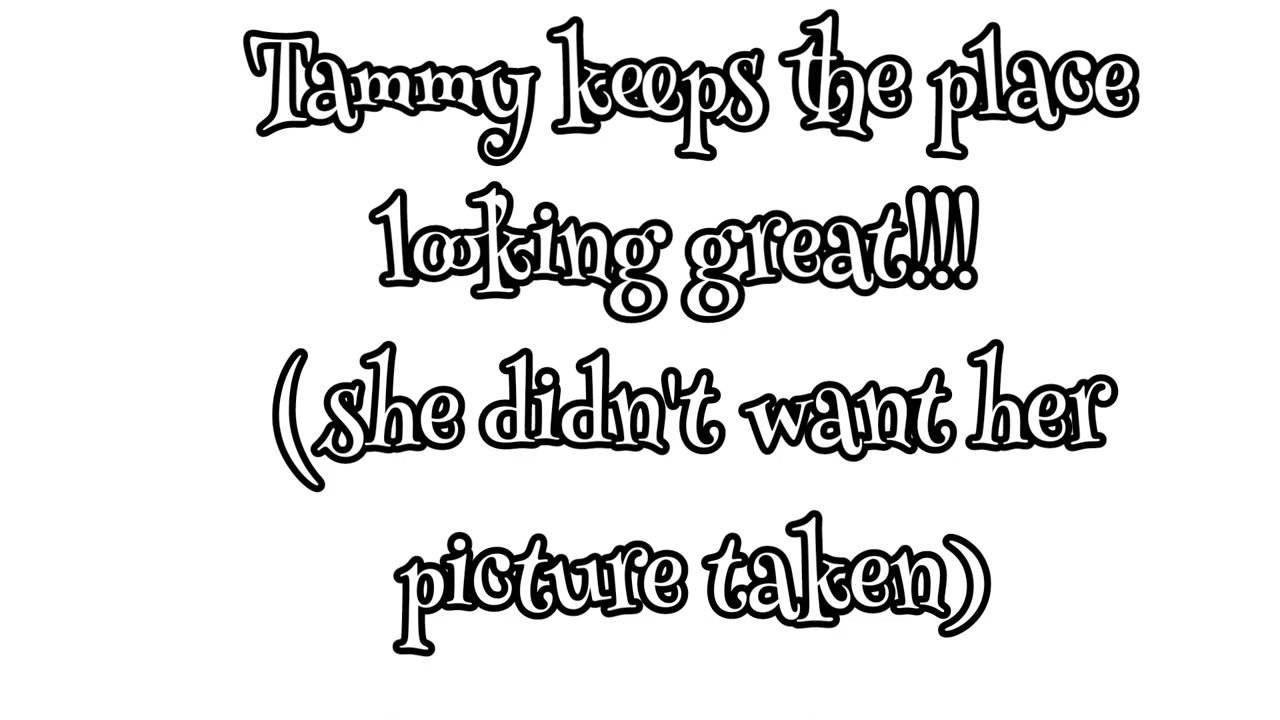 Tammy keeps the place
looking great!!!
(she didn't want her
picture taken)